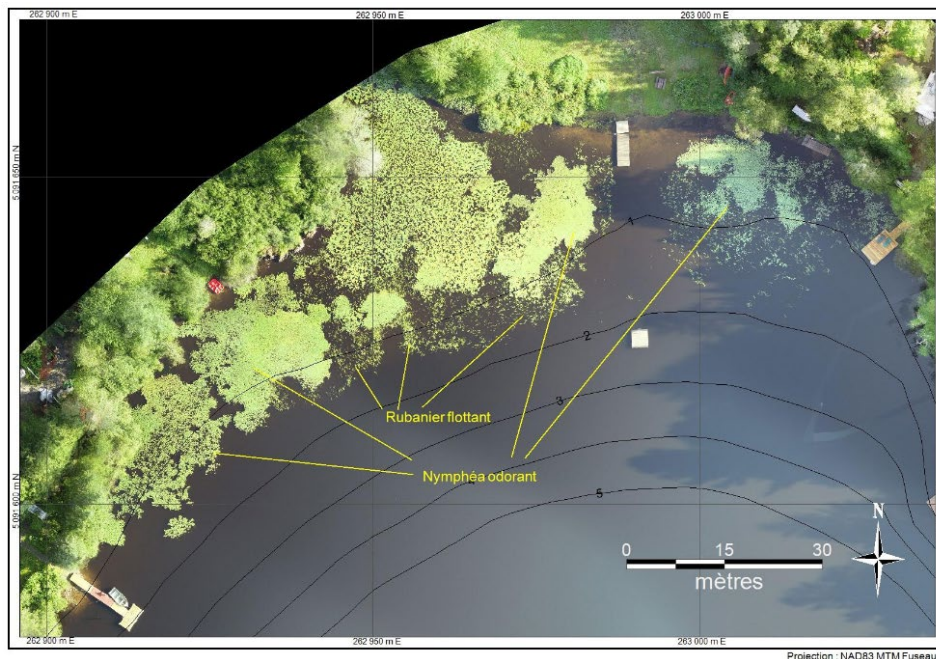 262 900 m E
262 950 m E
263 000 m E
5 091 650 m N
1
2
3
Rubanier flottant
Nymphéa odorant
4
5
5 091 600 m N
N
0 15 30
mètres
262 900 m E
262 950 m E
263 000 m E
Projection : NAD83 MTM Fuseau